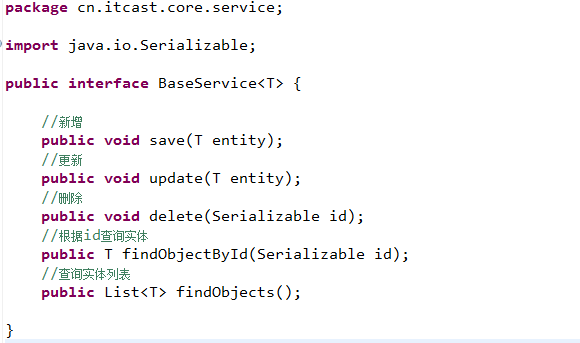 package cn.itcast.core.service;
import java.io.Serializable;
public interface BaseService<T> {
//新增
public void save(T entity);
//更新
public void update(T entity);
//删除
public void delete(Serializable id);
//根据id查询实体
public T findObjectById(Serializable id);
//查询实体列表
public List<T> findObjects();
}